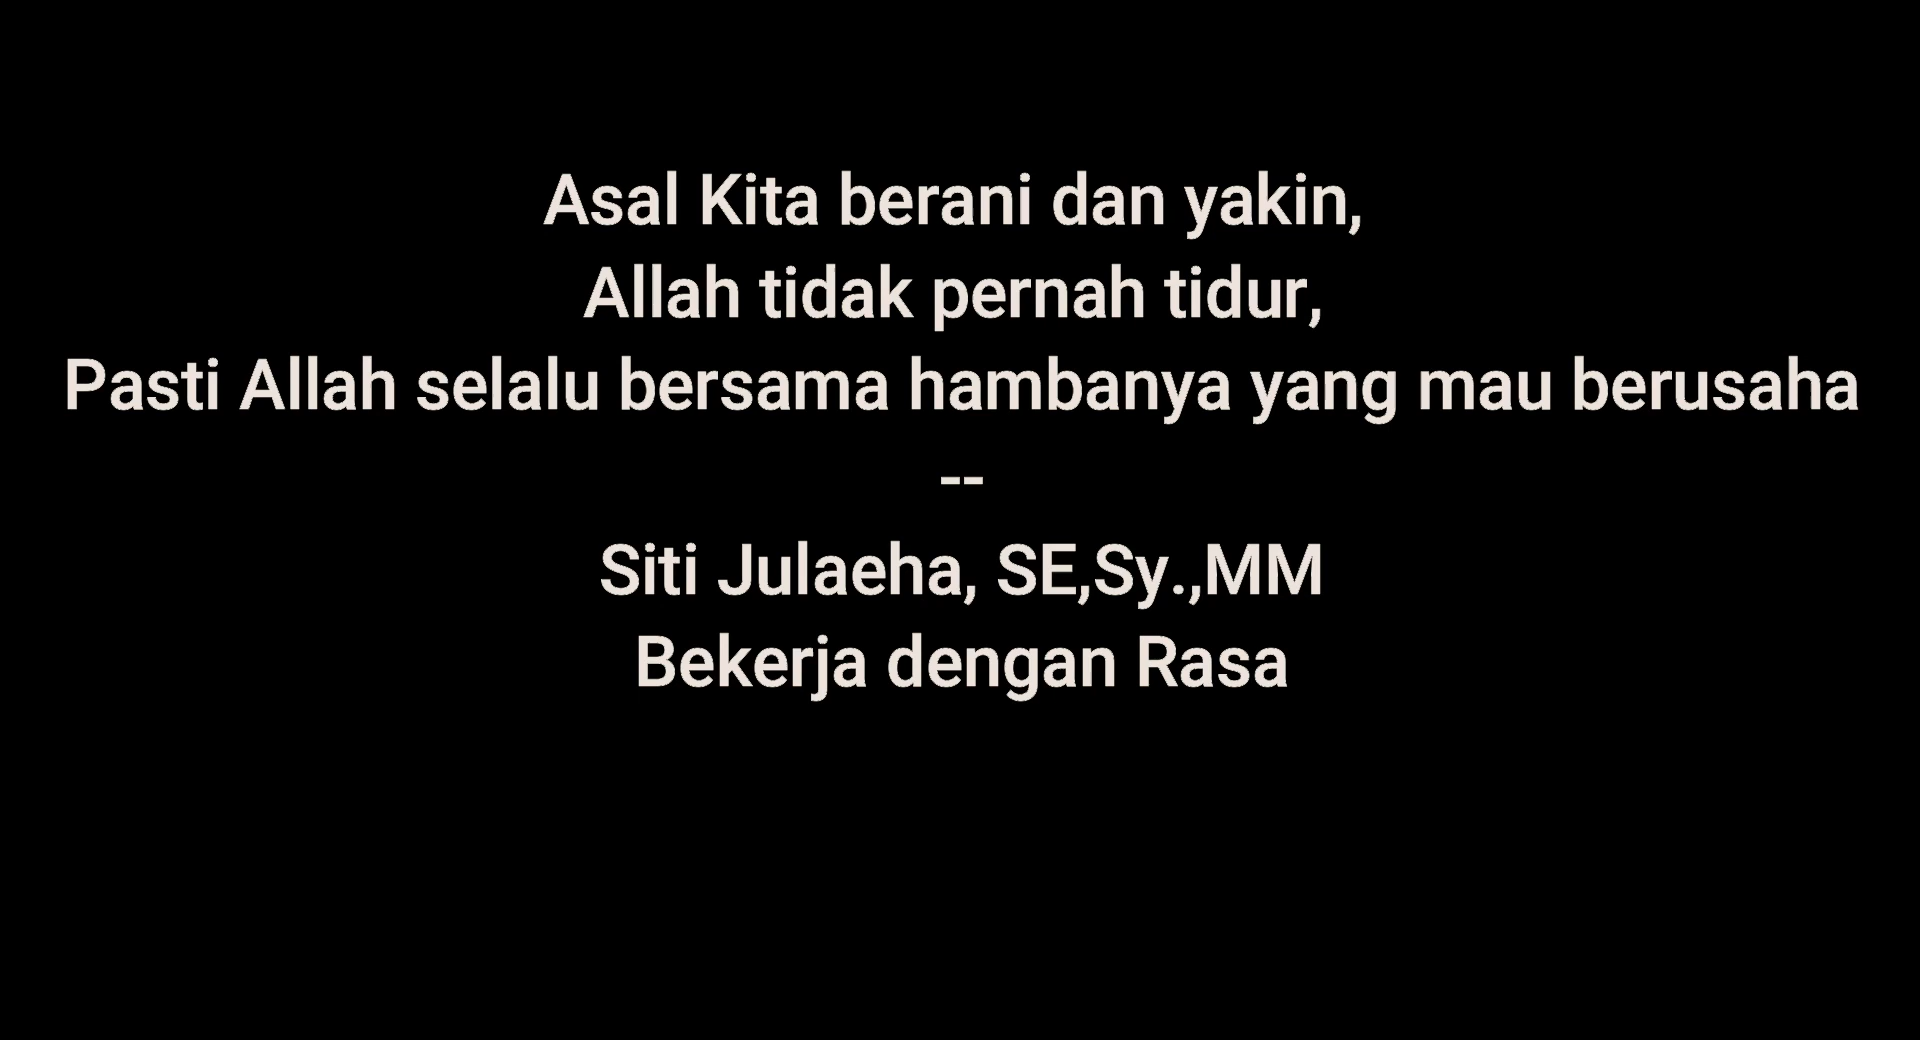 Asal Kita berani dan yakin,
Allah tidak pernah tidur,
Pasti Allah selalu bersama hambanya yang mau berusaha
--
Siti Julaeha, SE,Sy.,MM
Bekerja dengan Rasa